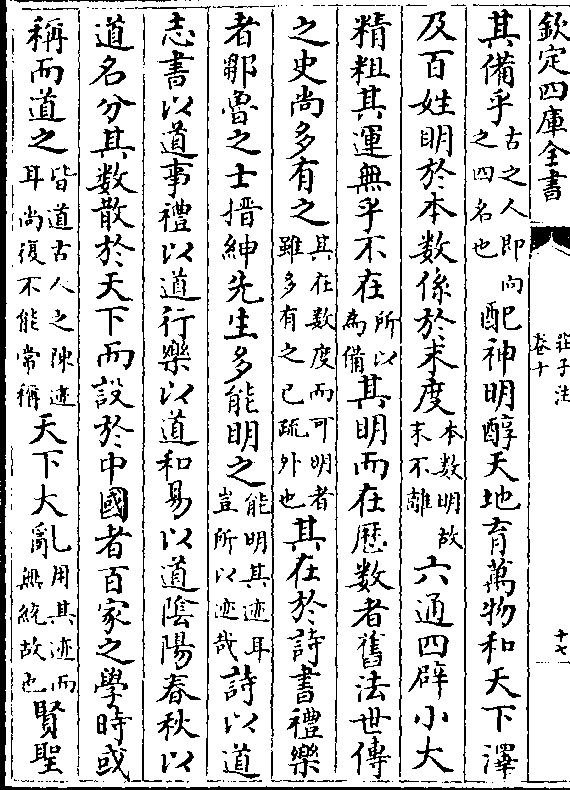 欽定四庫全書
莊子注
卷十
十七
其備乎古之人即向之四名也配神明醇天地育萬物和天下澤
及百姓明於本數係於末度本數明故末不離六通四辟小大
精粗其運無乎不在所以為備其明而在厯數者舊法世傳
之史尚多有之其在數度而可明者雖多有之已疏外也其在於詩書禮樂
者鄒魯之士搢紳先生多能明之能明其迹耳豈所以迹哉詩以道
志書以道事禮以道行樂以道和易以道陰陽春秋以
道名分其數散於天下而設於中國者百家之學時或
稱而道之皆道古人之陳迹耳尚復不能常稱天下大亂用其迹而無統故也賢聖